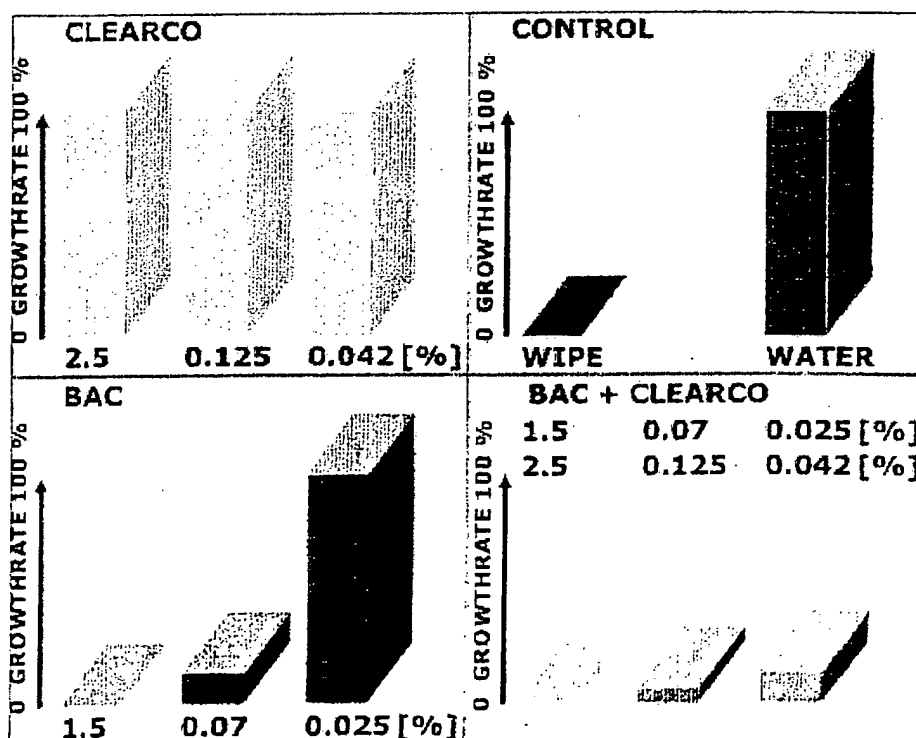 CLEARCO
0 GROWTHRATE 100 %
2.5 0.125 0.042 [%]
CONTROL
0 GROWTHRATE 100 %
WIPE WATER
BAC
0 GROWTHRATE 100 %
1.5 0.07 0.025 [%]
BAC + CLEARCO
1.5 0.07 0.025 [%]
2.5 0.125 0.042 [%]
0 GROWTHRATE 100 %